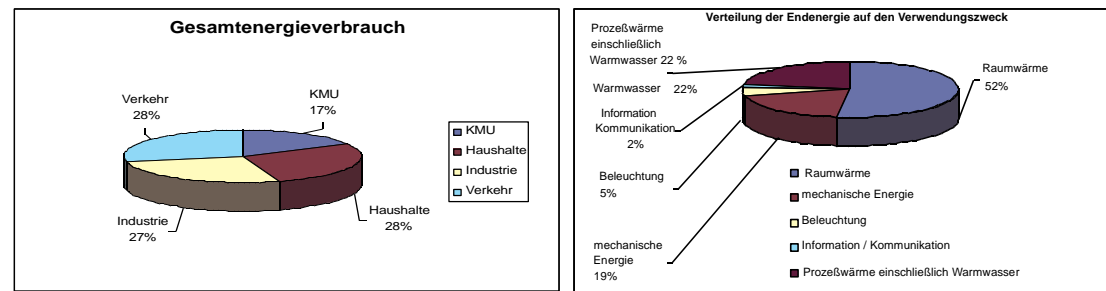 Gesamtenergieverbrauch
Verkehr
28%
KMU
17%
KMU
Haushalte
Industrie
Verkehr
Industrie
27%
Haushalte
28%
Verteilung der Endenergie auf den Verwendungszweck
Prozeßwärme
einschließlich
Warmwasser 22 %
Warmwasser 22%
Raumwärme
52%
Information
Kommunikation
2%
Beleuchtung
5%
mechanische
Energie
19%
Raumwärme
mechanische Energie
Beleuchtung
Information / Kommunikation
Prozeßwärme einschließlich Warmwasser